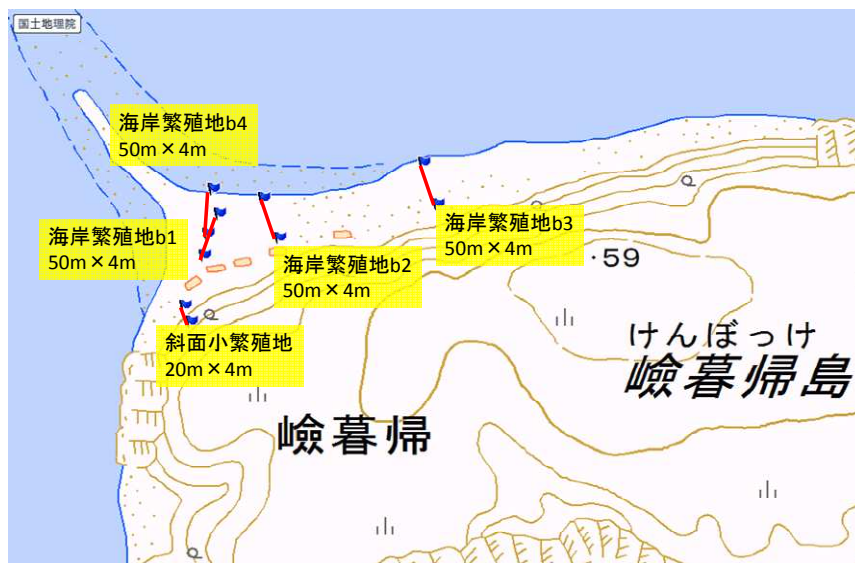 国土地理院
海岸繁殖地b4
50m×4m
海岸繁殖地b1
50m×4m
海岸繁殖地b2
50m×4m
海岸繁殖地b3
50m×4m
斜面小繁殖地
20m×4m
・59
けんぼっけ
嶮暮帰島
嶮暮帰